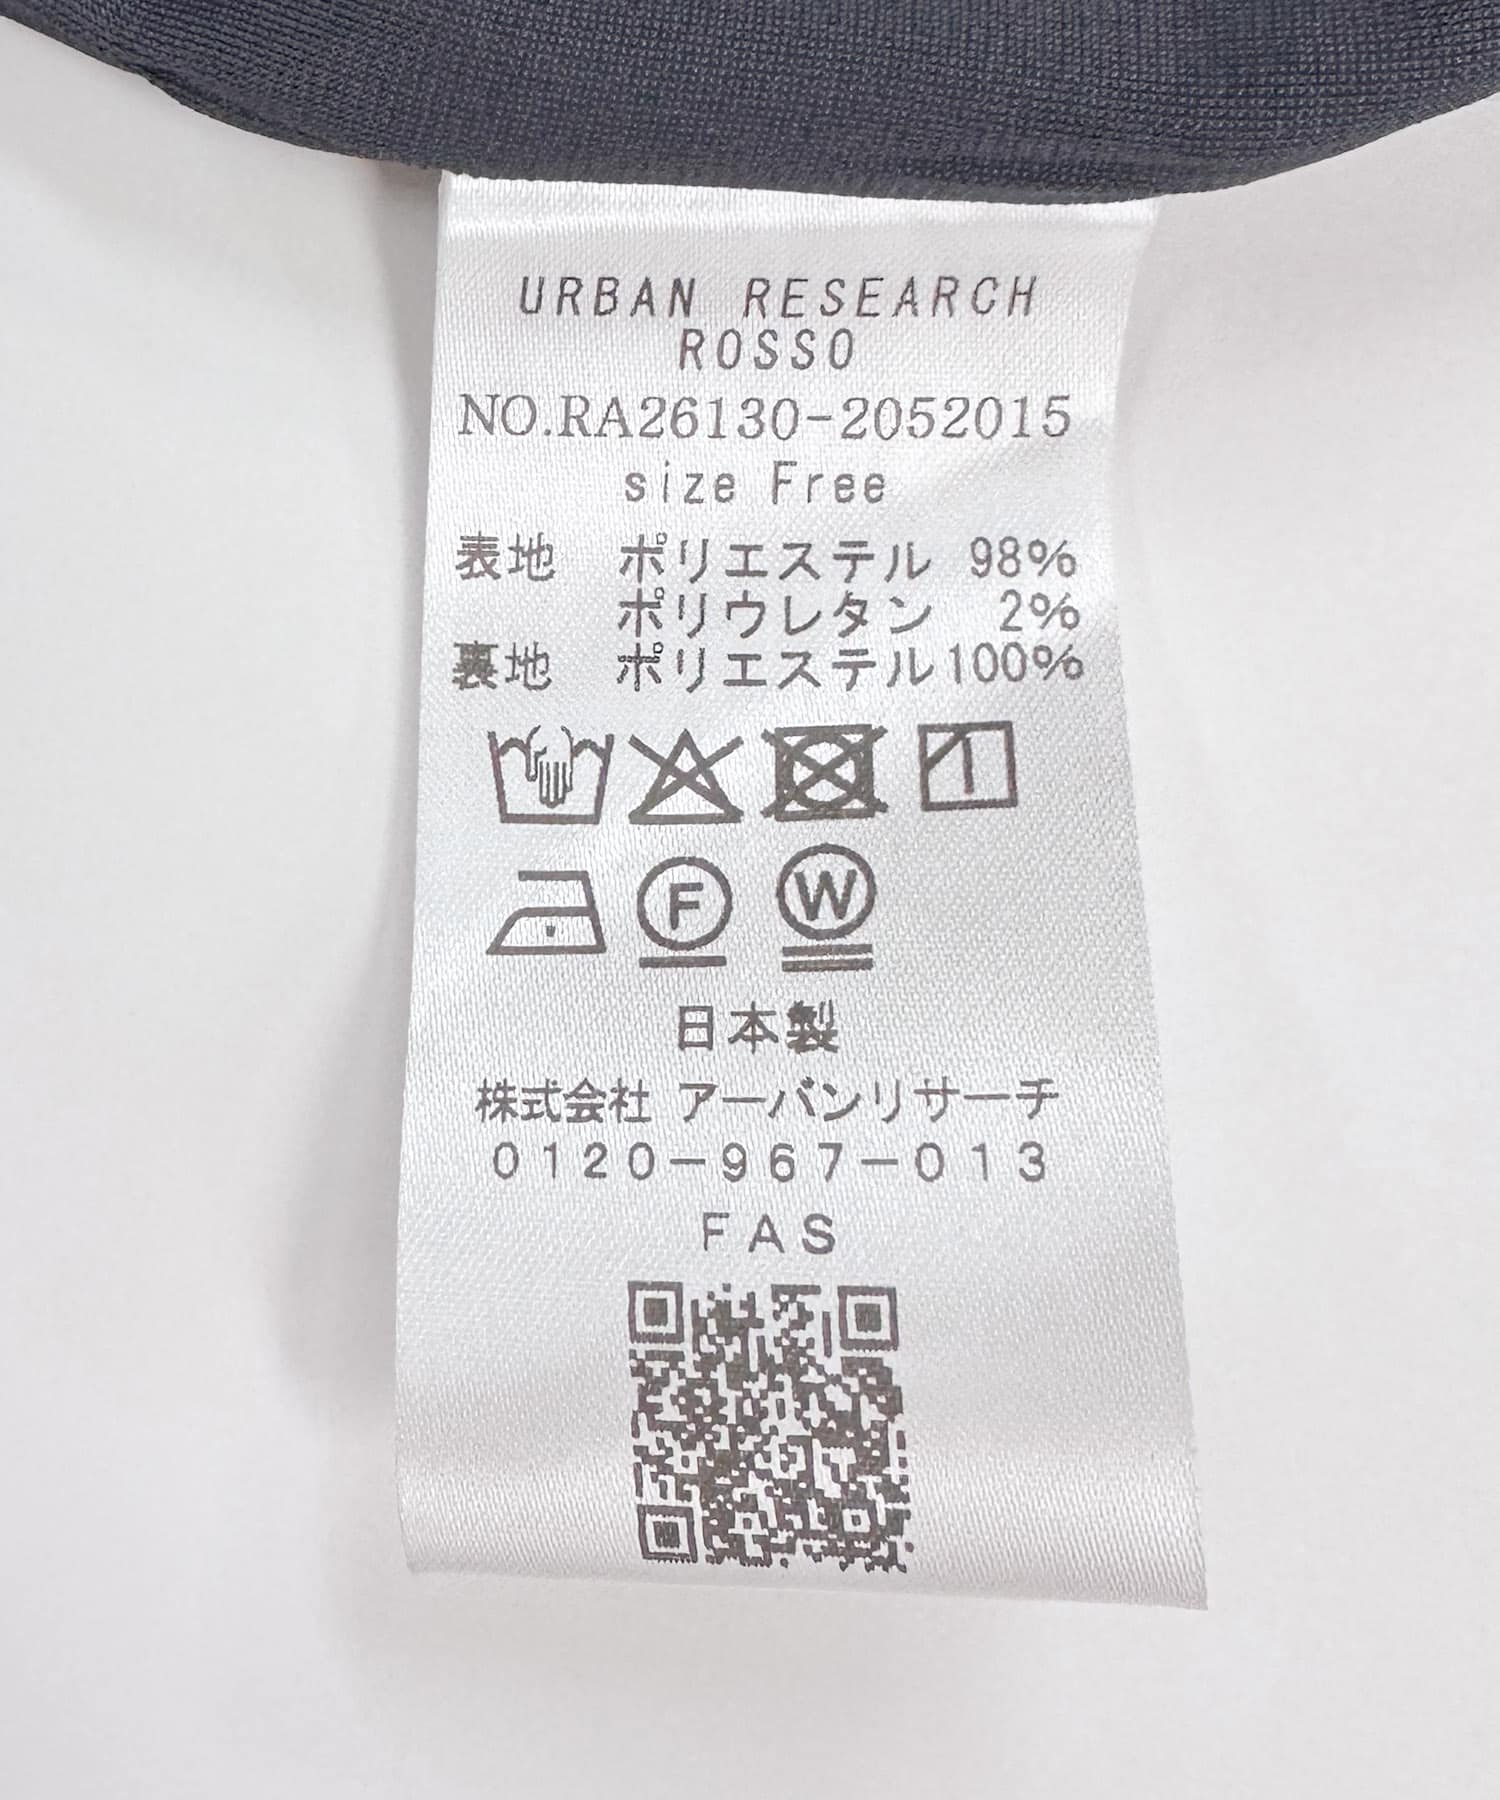 URBAN RESEARCH
ROSSO
NO.RA26130-2052015
size Free
表地 ポリエステル 98%
ポリウレタン 2%
裏地 ポリエステル100%
F W
日本製
株式会社 アーバンリサーチ
0120-967-013
FAS